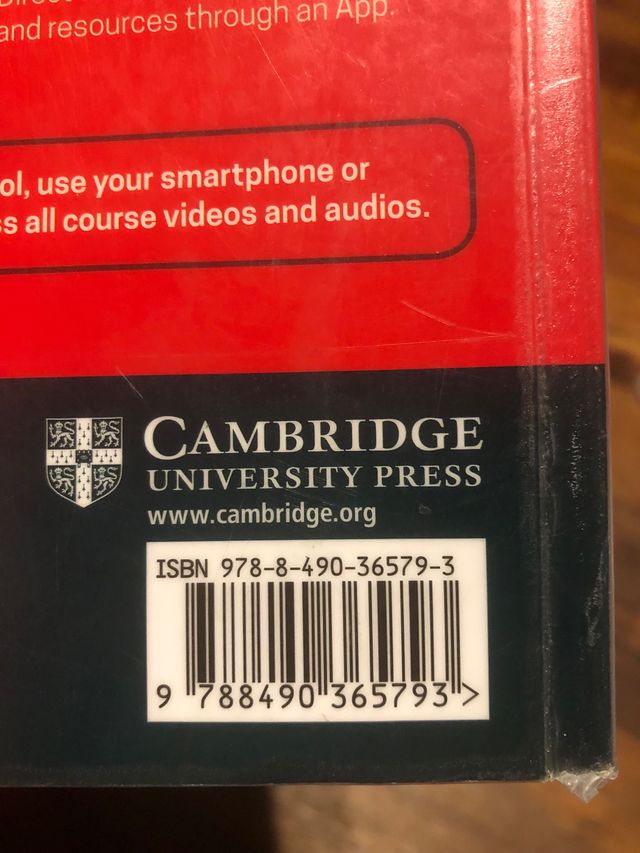 and resources through an App.
ol, use your smartphone or
ss all course videos and audios.
CAMBRIDGE
UNIVERSITY PRESS
www.cambridge.org
ISBN 978-8-490-36579-3
9 788490 365793 >